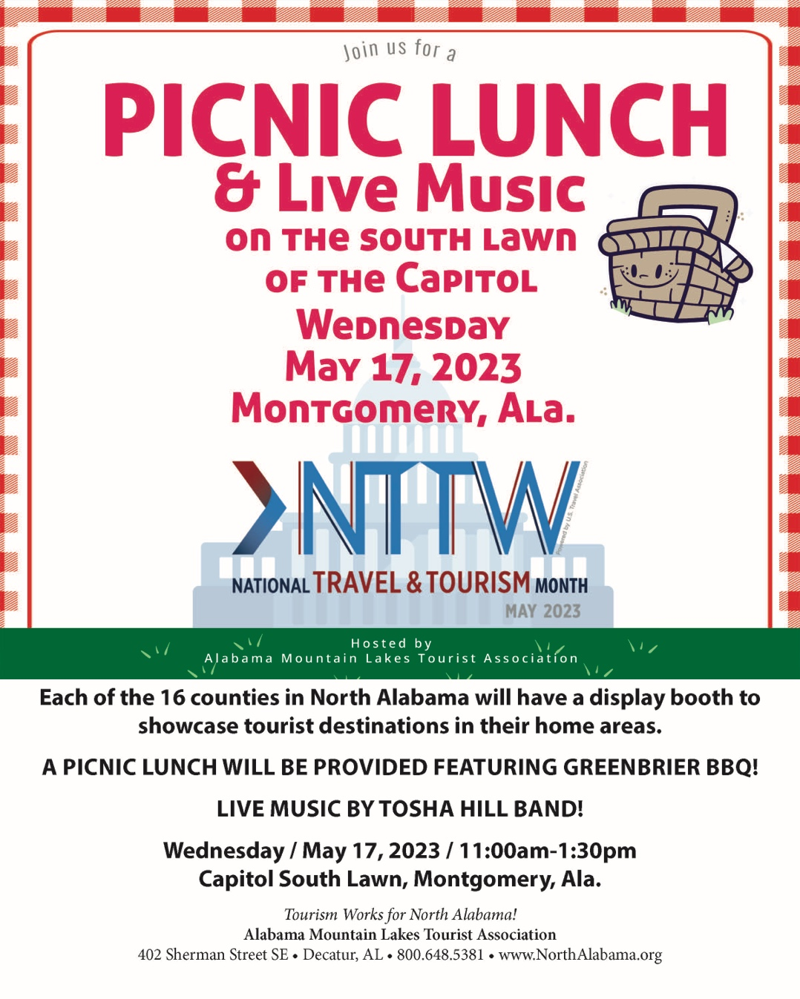 Join us for a
PICNIC LUNCH
& Live Music
on the south lawn
of the Capitol
Wednesday
May 17, 2023
Montgomery, Ala.
NTTW
Powered by U.S. Travel Association
NATIONAL TRAVEL & TOURISM MONTH
MAY 2023
Hosted by
Alabama Mountain Lakes Tourist Association
Each of the 16 counties in North Alabama will have a display booth to
showcase tourist destinations in their home areas.
A PICNIC LUNCH WILL BE PROVIDED FEATURING GREENBRIER BBQ!
LIVE MUSIC BY TOSHA HILL BAND!
Wednesday / May 17, 2023 / 11:00am-1:30pm
Capitol South Lawn, Montgomery, Ala.
Tourism Works for North Alabama!
Alabama Mountain Lakes Tourist Association
402 Sherman Street SE • Decatur, AL • 800.648.5381 • www.NorthAlabama.org